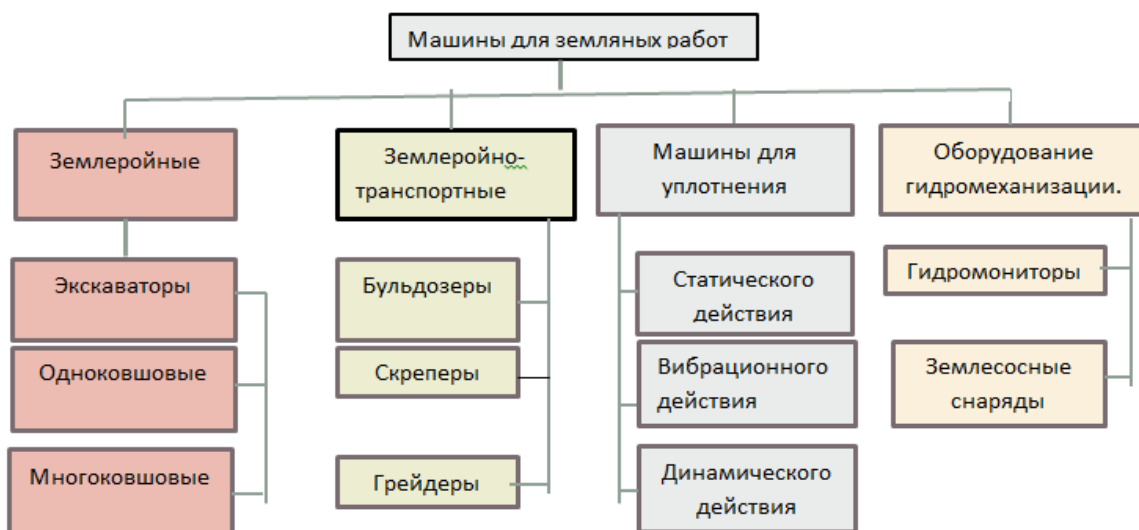 Машины для земляных работ
Землеройные
Землеройно-
транспортные
Машины для
уплотнения
Оборудование
гидромеханизации.
Экскаваторы
Одноковшовые
Многоковшовые
Бульдозеры
Скреперы
Грейдеры
Статического
действия
Вибрационного
действия
Динамического
действия
Гидромониторы
Землесосные
снаряды